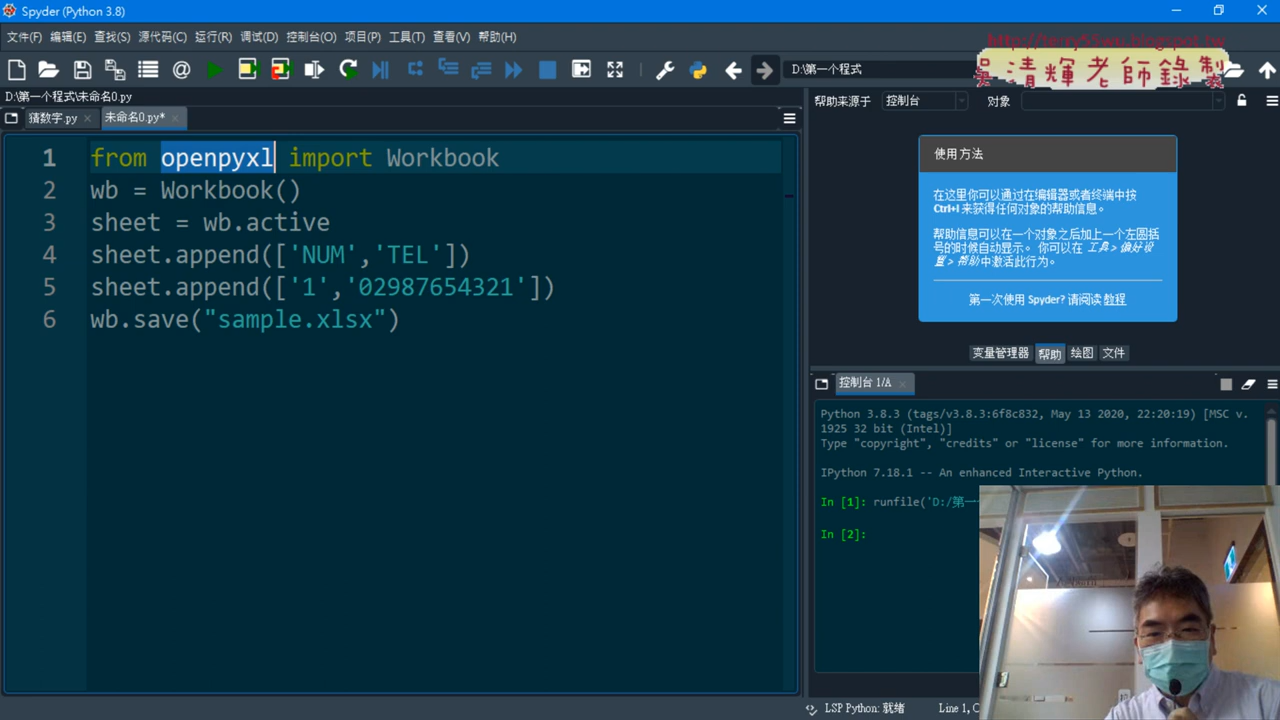 Spyder (Python 3.8)
文件(F) 编辑(E) 查找(S) 源代码(C) 运行(R) 调试(D) 控制台(O) 项目(P) 工具(T) 查看(V) 帮助(H)
http://terry55wu.blogspot.tw
吳清輝老師錄製
D:\第一个程式
D:\第一个程式\未命名0.py
猜数字.py
未命名0.py*
1 from openpyxl import Workbook
2 wb = Workbook()
3 sheet = wb.active
4 sheet.append(['NUM','TEL'])
5 sheet.append(['1','02987654321'])
6 wb.save("sample.xlsx")
帮助来源于 控制台 对象
使用方法
在这里你可以通过在编辑器或者终端中按
Ctrl+I 来获得任何对象的帮助信息。
帮助信息可以在一个对象之后加上一个左圆括
号的时候自动显示。 你可以在 工具 > 偏好设
置 > 帮助中激活此行为。
第一次使用 Spyder? 请阅读 教程
变量管理器 帮助 绘图 文件
控制台 1/A
Python 3.8.3 (tags/v3.8.3:6f8c832, May 13 2020, 22:20:19) [MSC v.
1925 32 bit (Intel)]
Type "copyright", "credits" or "license" for more information.
IPython 7.18.1 -- An enhanced Interactive Python.
In [1]: runfile('D:/第一
In [2]:
LSP Python: 就绪
Line 1, C